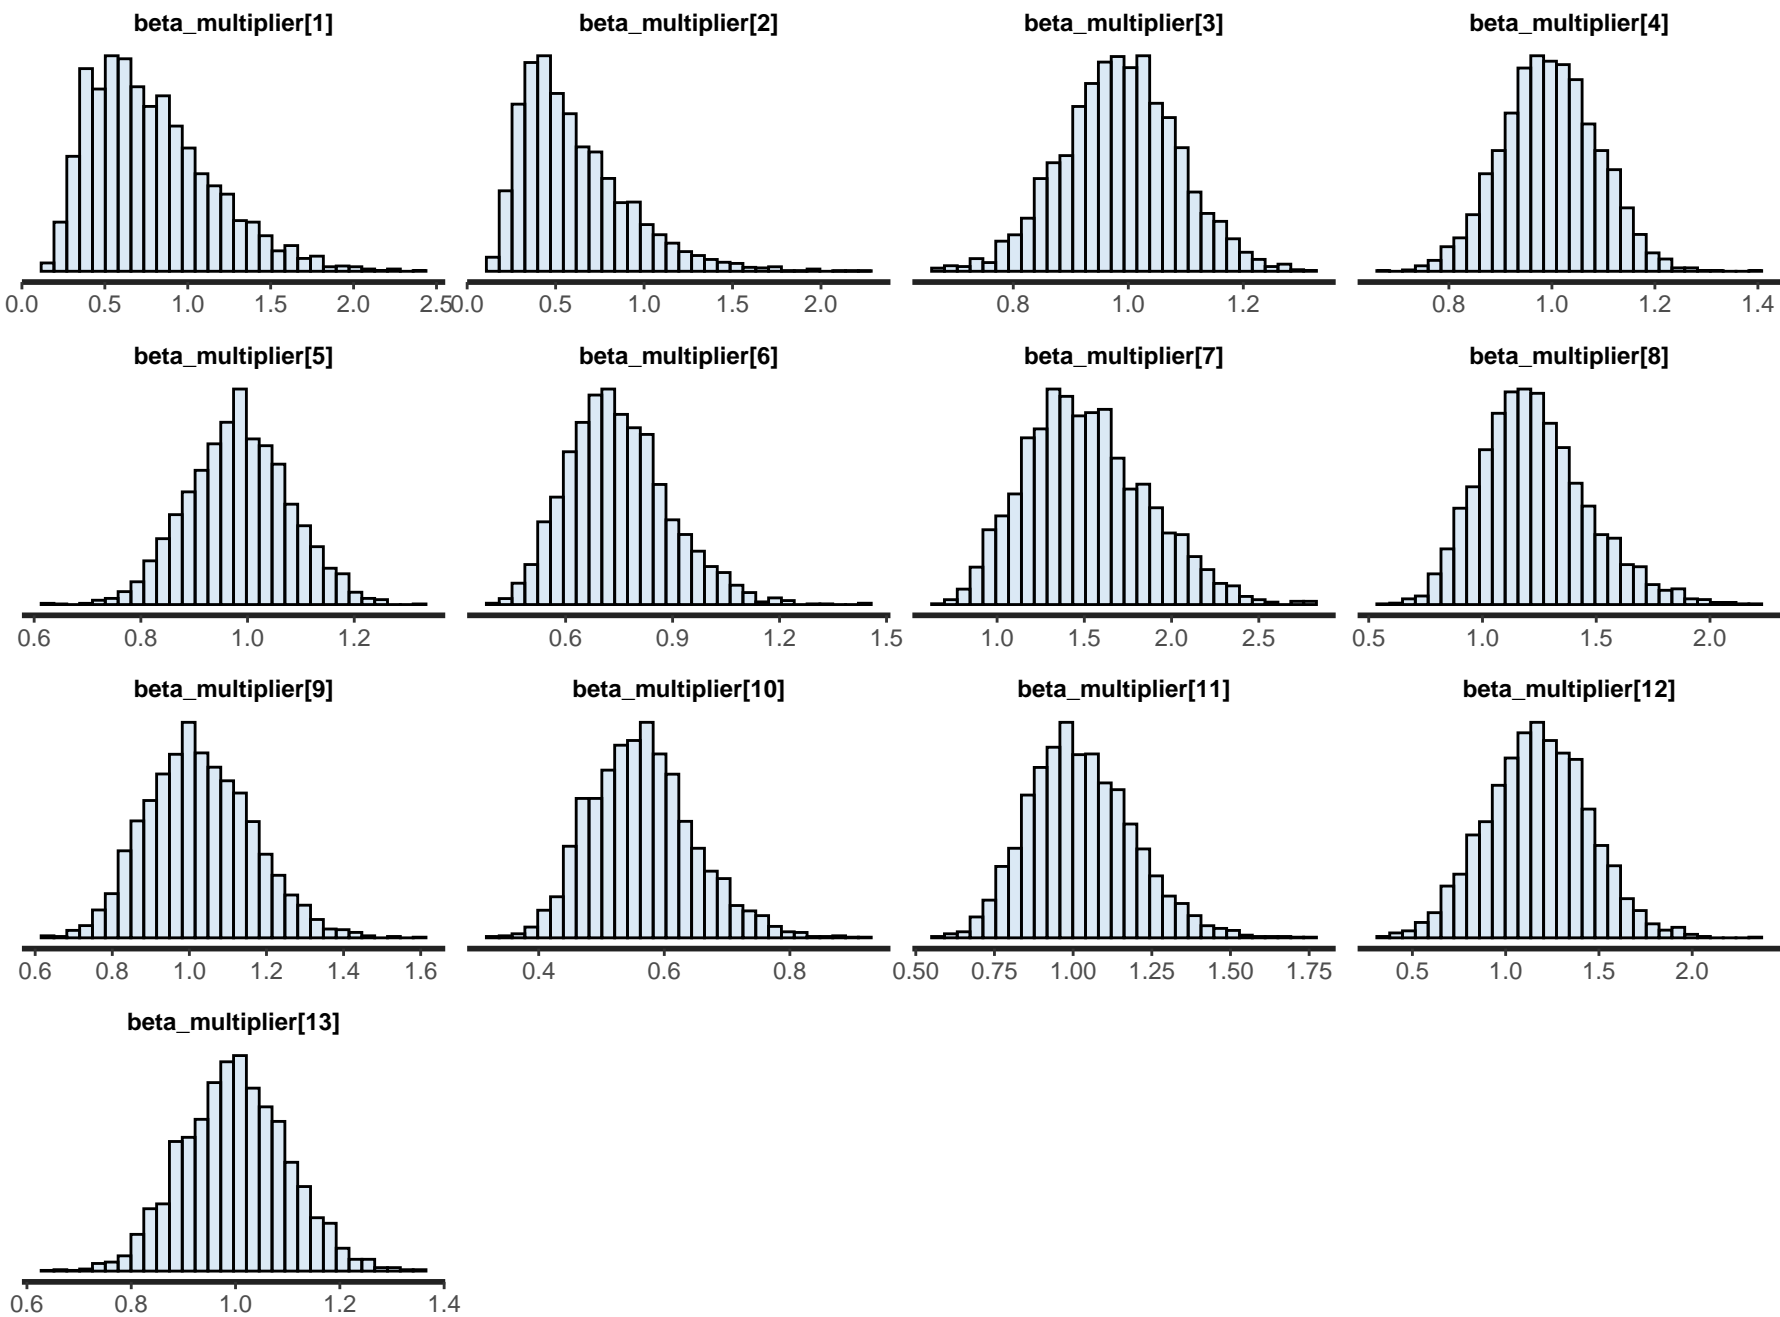 beta_multiplier[1] beta_multiplier[2] beta_multiplier[3] beta_multiplier[4]
0.0 0.5 1.0 1.5 2.0 2.5 0.0 0.5 1.0 1.5 2.0 0.8 1.0 1.2 0.8 1.0 1.2 1.4
beta_multiplier[5] beta_multiplier[6] beta_multiplier[7] beta_multiplier[8]
0.6 0.8 1.0 1.2 0.6 0.9 1.2 1.5 1.0 1.5 2.0 2.5 0.5 1.0 1.5 2.0
beta_multiplier[9] beta_multiplier[10] beta_multiplier[11] beta_multiplier[12]
0.6 0.8 1.0 1.2 1.4 1.6 0.4 0.6 0.8 0.50 0.75 1.00 1.25 1.50 1.75 0.5 1.0 1.5 2.0
beta_multiplier[13]
0.6 0.8 1.0 1.2 1.4